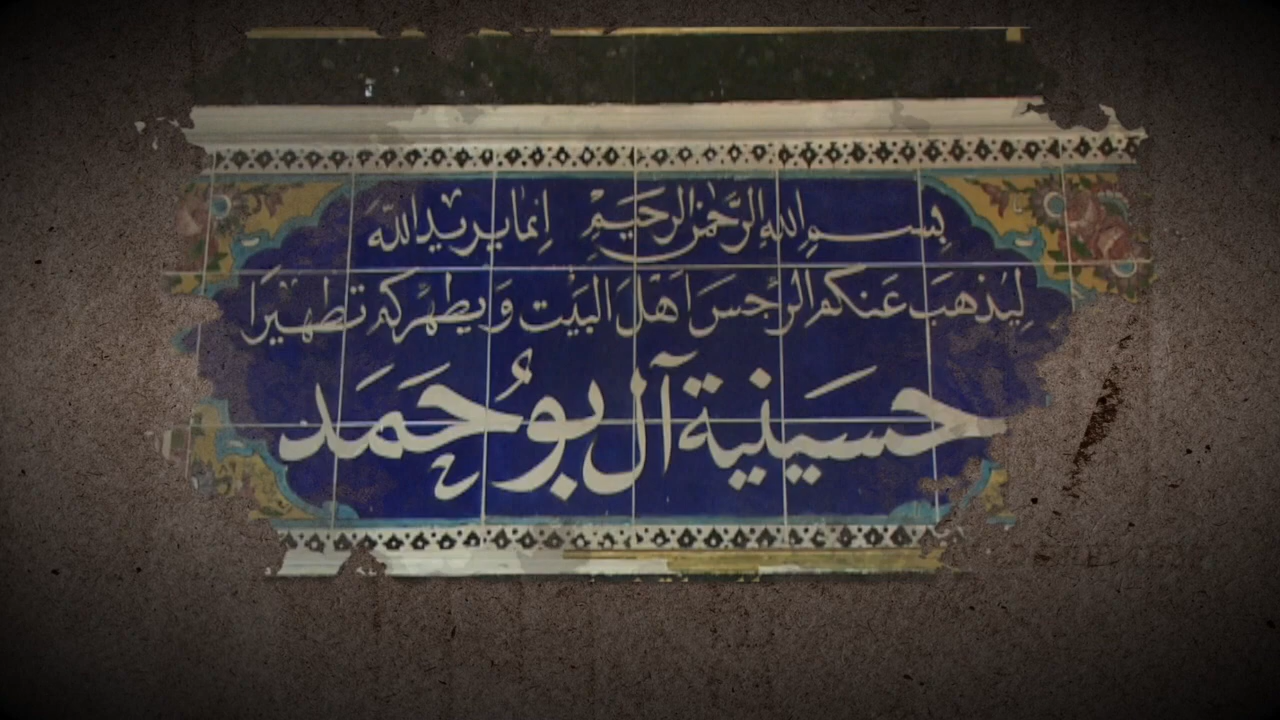 بسم الله الرحمن الرحيم إنما يريد الله
ليذهب عنكم الرجس أهل البيت ويطهركم تطهيرا
حسينية آل بوحمد